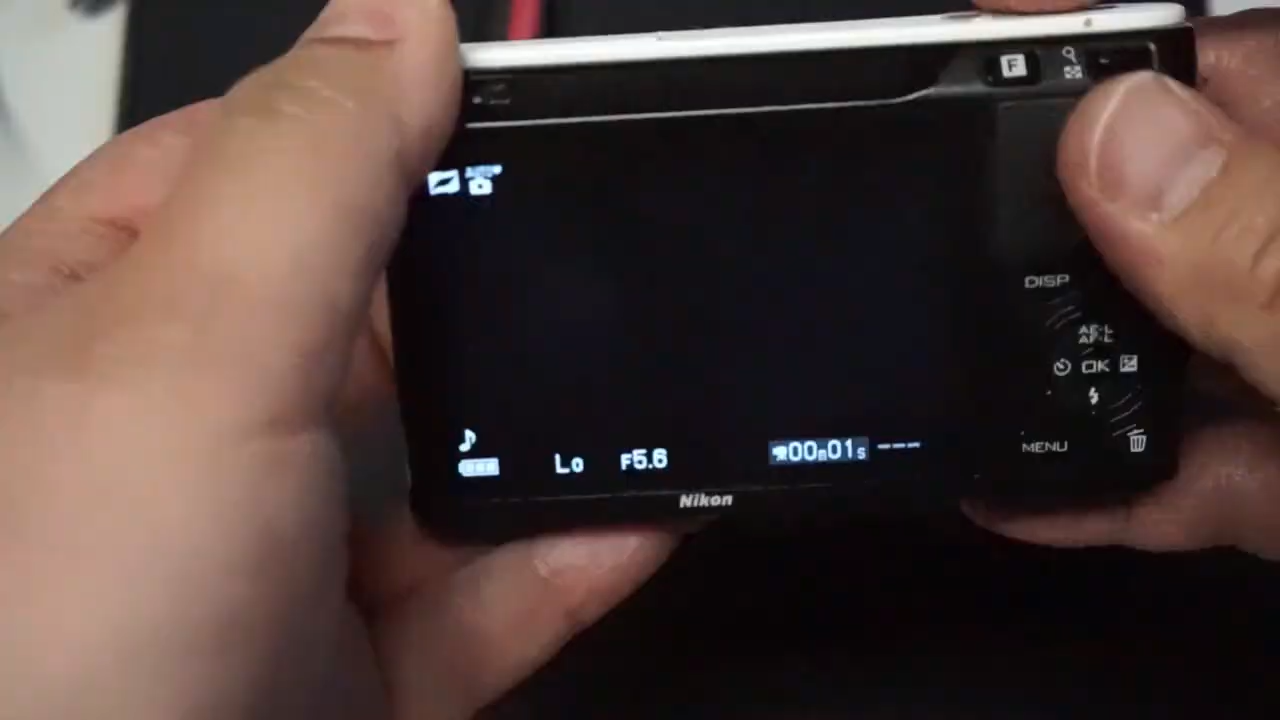 F
DISP
AE-L
AF-L
OK
MENU
Lo F5.6 00m01s ---
Nikon